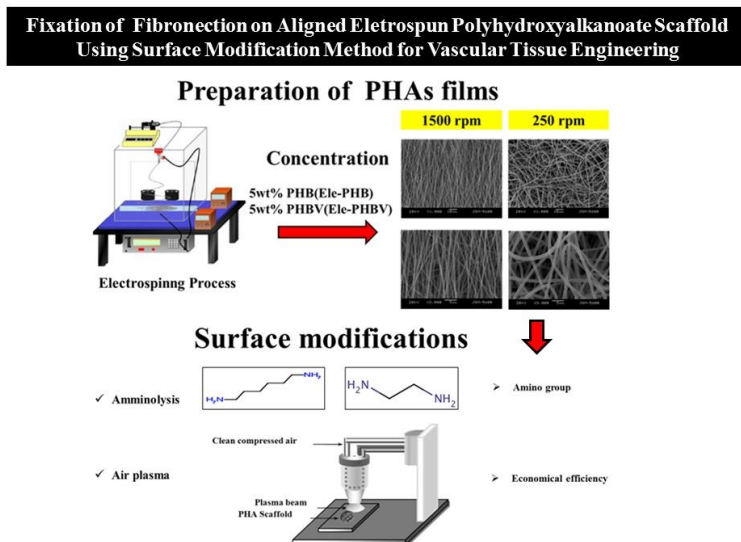 Fixation of Fibronection on Aligned Eletrospun Polyhydroxyalkanoate Scaffold
Using Surface Modification Method for Vascular Tissue Engineering
Preparation of PHAs films
1500 rpm
250 rpm
Concentration
5wt% PHB(Ele-PHB)
5wt% PHBV(Ele-PHBV)
Electrospinng Process
Surface modifications
✓ Amminolysis
H₂N
NH₂
H₂N
NH₂
➢ Amino group
Clean compressed air
✓ Air plasma
➢ Economical efficiency
Plasma beam
PHA Scaffold